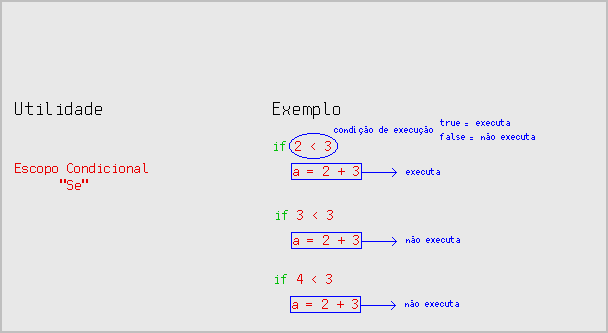 Utilidade
Exemplo
true = executa
condição de execução
false = não executa
if 2 < 3
Escopo Condicional
"Se"
a = 2 + 3
executa
if 3 < 3
a = 2 + 3
não executa
if 4 < 3
a = 2 + 3
não executa